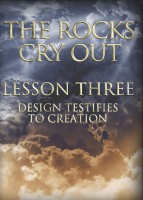 THE ROCKS
CRY OUT
LESSON THREE
DESIGN TESTIFIES
TO CREATION